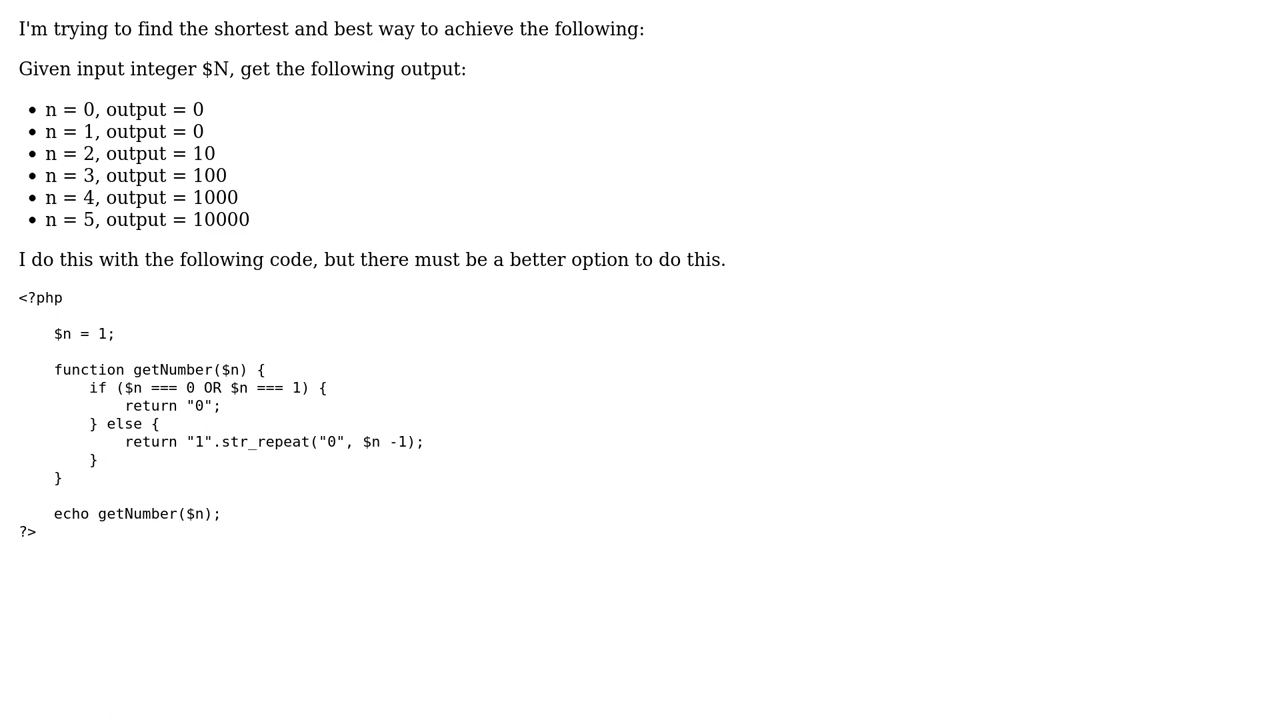 I'm trying to find the shortest and best way to achieve the following:
Given input integer $N, get the following output:
• n = 0, output = 0
• n = 1, output = 0
• n = 2, output = 10
• n = 3, output = 100
• n = 4, output = 1000
• n = 5, output = 10000
I do this with the following code, but there must be a better option to do this.
<?php
    $n = 1;
    function getNumber($n) {
        if ($n === 0 OR $n === 1) {
            return "0";
        } else {
            return "1".str_repeat("0", $n -1);
        }
    }
    echo getNumber($n);
?>